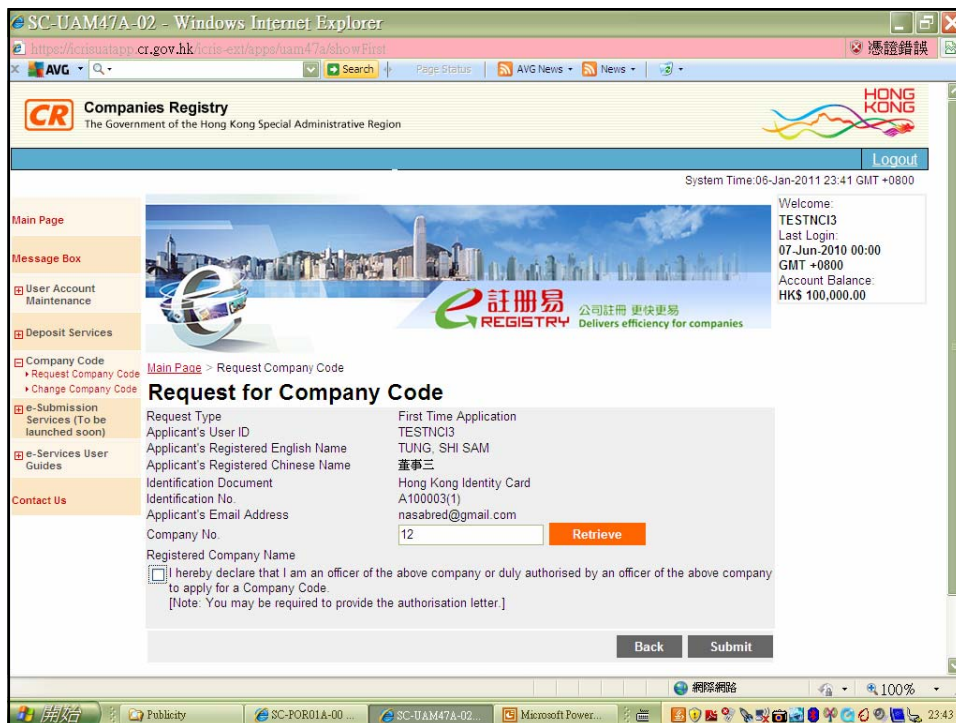 SC-UAM47A-02 - Windows Internet Explorer
https://icrisuatapp.cr.gov.hk/icris-ext/apps/uam47a/showFirst
憑證錯誤
AVG
Search
Page Status
AVG News
News
CR
Companies Registry
The Government of the Hong Kong Special Administrative Region
HONG
KONG
Logout
System Time:06-Jan-2011 23:41 GMT +0800
Main Page
Message Box
User Account
Maintenance
Deposit Services
Company Code
Request Company Code
Change Company Code
e-Submission
Services (To be
launched soon)
e-Services User
Guides
Contact Us
註冊易
REGISTRY
公司註冊 更快更易
Delivers efficiency for companies
Welcome:
TESTNCI3
Last Login:
07-Jun-2010 00:00
GMT +0800
Account Balance:
HK$ 100,000.00
Main Page > Request Company Code
Request for Company Code
Request Type First Time Application
Applicant's User ID TESTNCI3
Applicant's Registered English Name TUNG, SHI SAM
Applicant's Registered Chinese Name 董事三
Identification Document Hong Kong Identity Card
Identification No. A100003(1)
Applicant's Email Address nasabred@gmail.com
Company No. 12 Retrieve
Registered Company Name
I hereby declare that I am an officer of the above company or duly authorised by an officer of the above company
to apply for a Company Code.
[Note: You may be required to provide the authorisation letter.]
Back Submit
網際網路
100%
開始
Publicity
SC-POR01A-00 ...
SC-UAM47A-02...
Microsoft Power...
23:43